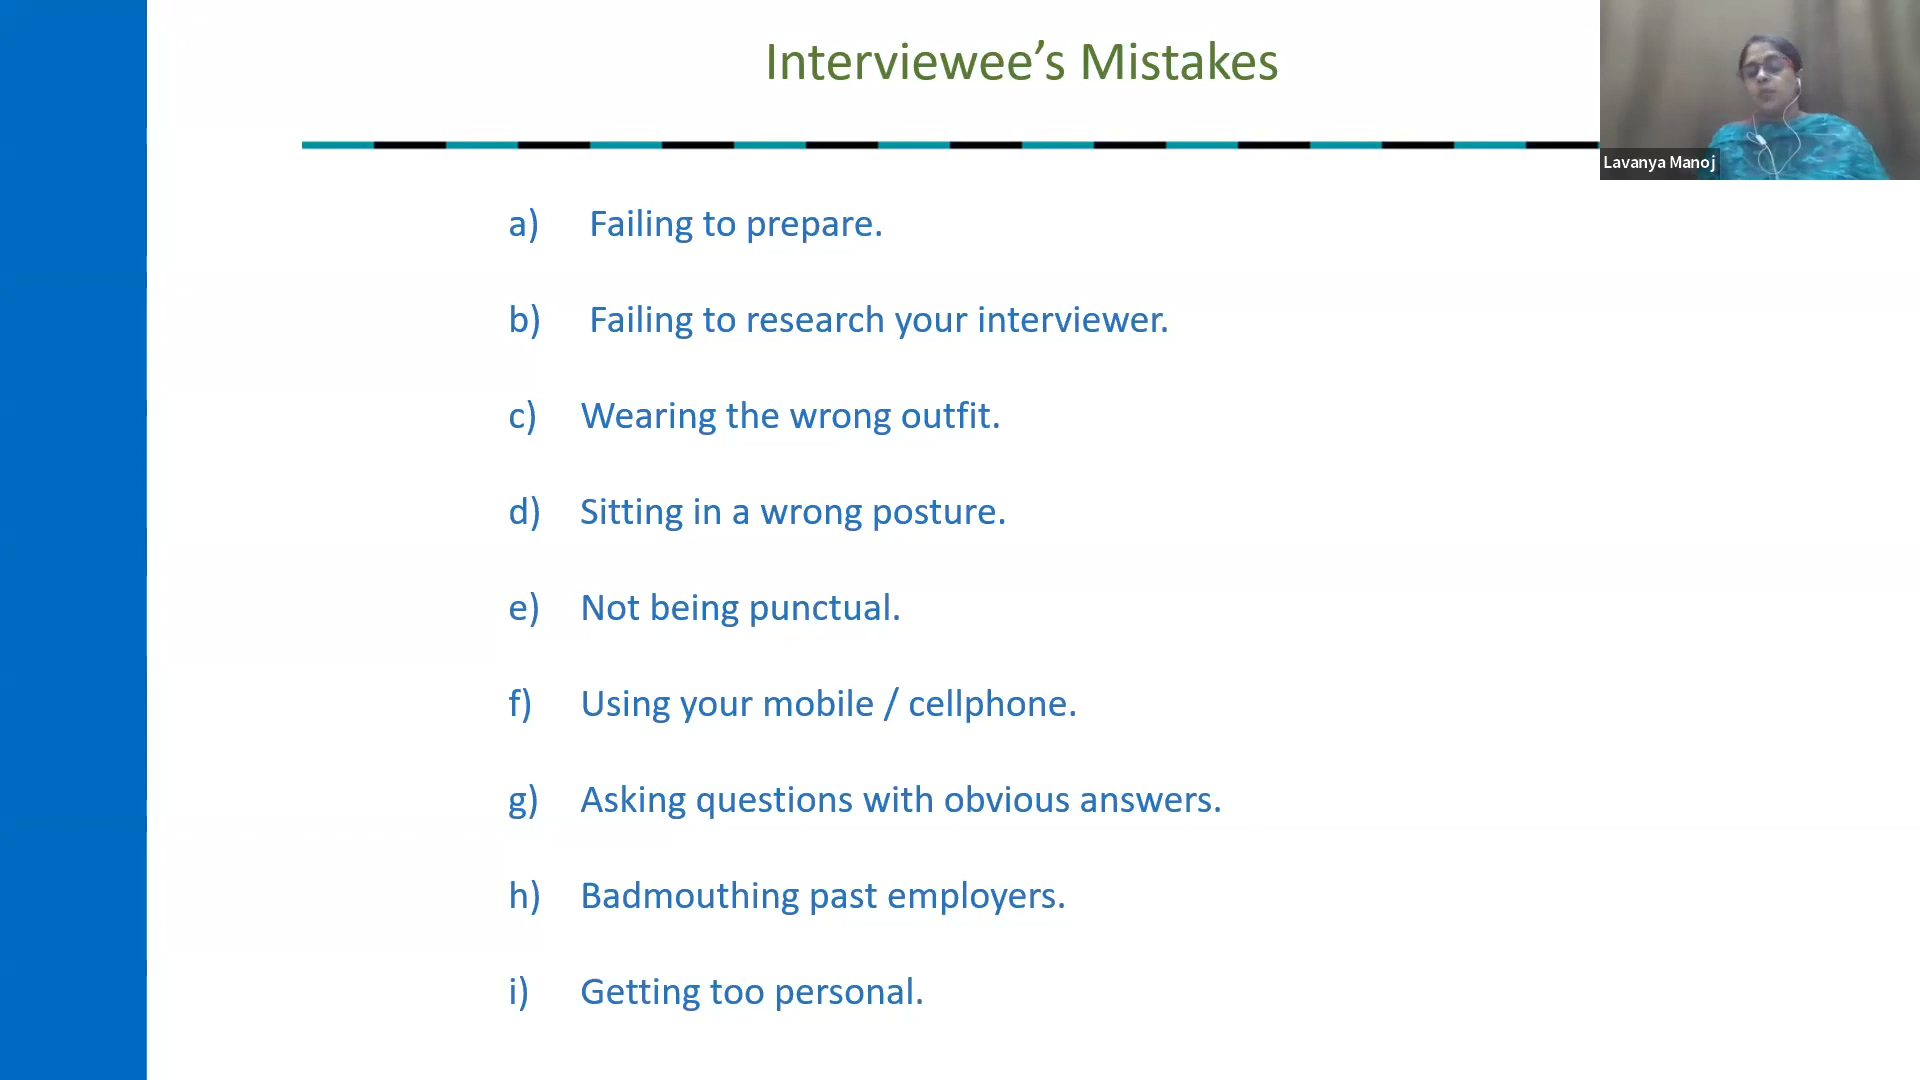 Interviewee’s Mistakes
Lavanya Manoj
a) Failing to prepare.
b) Failing to research your interviewer.
c) Wearing the wrong outfit.
d) Sitting in a wrong posture.
e) Not being punctual.
f) Using your mobile / cellphone.
g) Asking questions with obvious answers.
h) Badmouthing past employers.
i) Getting too personal.